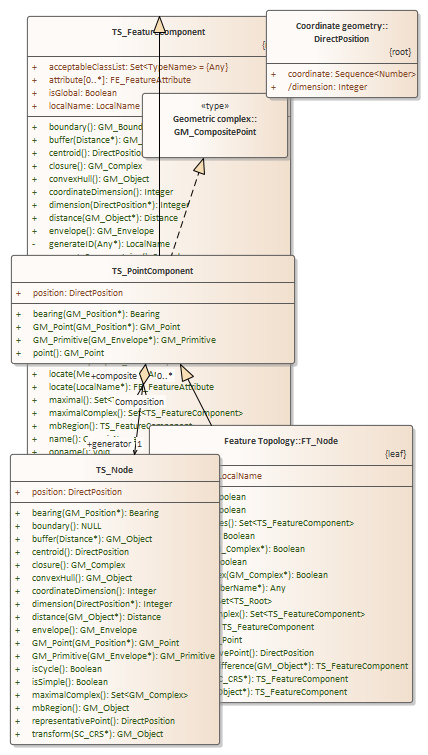 TS_FeatureComponent
+ acceptableClassList: Set<TypeName> = {Any}
+ attribute[0..*]: FE_FeatureAttribute
+ isGlobal: Boolean
+ localName: LocalName
+ boundary(): GM_Bound
+ buffer(Distance*): GM_
+ centroid(): DirectPosition
+ closure(): GM_Complex
+ convexHull(): GM_Object
+ coordinateDimension(): Integer
+ dimension(DirectPosition*): Integer
+ distance(GM_Object*): Distance
+ envelope(): GM_Envelope
- generateID(Any*): LocalName
Coordinate geometry::
DirectPosition
{root}
+ coordinate: Sequence<Number>
+ /dimension: Integer
«type»
Geometric complex::
GM_CompositePoint
TS_PointComponent
+ position: DirectPosition
+ bearing(GM_Position*): Bearing
+ GM_Point(GM_Position*): GM_Point
+ GM_Primitive(GM_Envelope*): GM_Primitive
+ point(): GM_Point
+ locate(Me
+ locate(LocalName*): FE_FeatureAttribute
+ maximal(): Set<
+ maximalComplex(): Set<TS_FeatureComponent>
+ mbRegion(): TS_FeatureComponent
+ name():
+ opname(): void
+composite
0..*
Composition
+generator
1
Feature Topology::FT_Node
{leaf}
LocalName
oolean
oolean
es(): Set<TS_FeatureComponent>
Boolean
_Complex*): Boolean
oolean
ex(GM_Complex*): Boolean
berName*): Any
et<TS_Root>
mplex(): Set<TS_FeatureComponent>
TS_FeatureComponent
_Point
vePoint(): DirectPosition
ifference(GM_Object*): TS_FeatureComponent
C_CRS*): TS_FeatureComponent
Object*): TS_FeatureComponent
TS_Node
+ position: DirectPosition
+ bearing(GM_Position*): Bearing
+ boundary(): NULL
+ buffer(Distance*): GM_Object
+ centroid(): DirectPosition
+ closure(): GM_Complex
+ convexHull(): GM_Object
+ coordinateDimension(): Integer
+ dimension(DirectPosition*): Integer
+ distance(GM_Object*): Distance
+ envelope(): GM_Envelope
+ GM_Point(GM_Position*): GM_Point
+ GM_Primitive(GM_Envelope*): GM_Primitive
+ isCycle(): Boolean
+ isSimple(): Boolean
+ maximalComplex(): Set<GM_Complex>
+ mbRegion(): GM_Object
+ representativePoint(): DirectPosition
+ transform(SC_CRS*): GM_Object